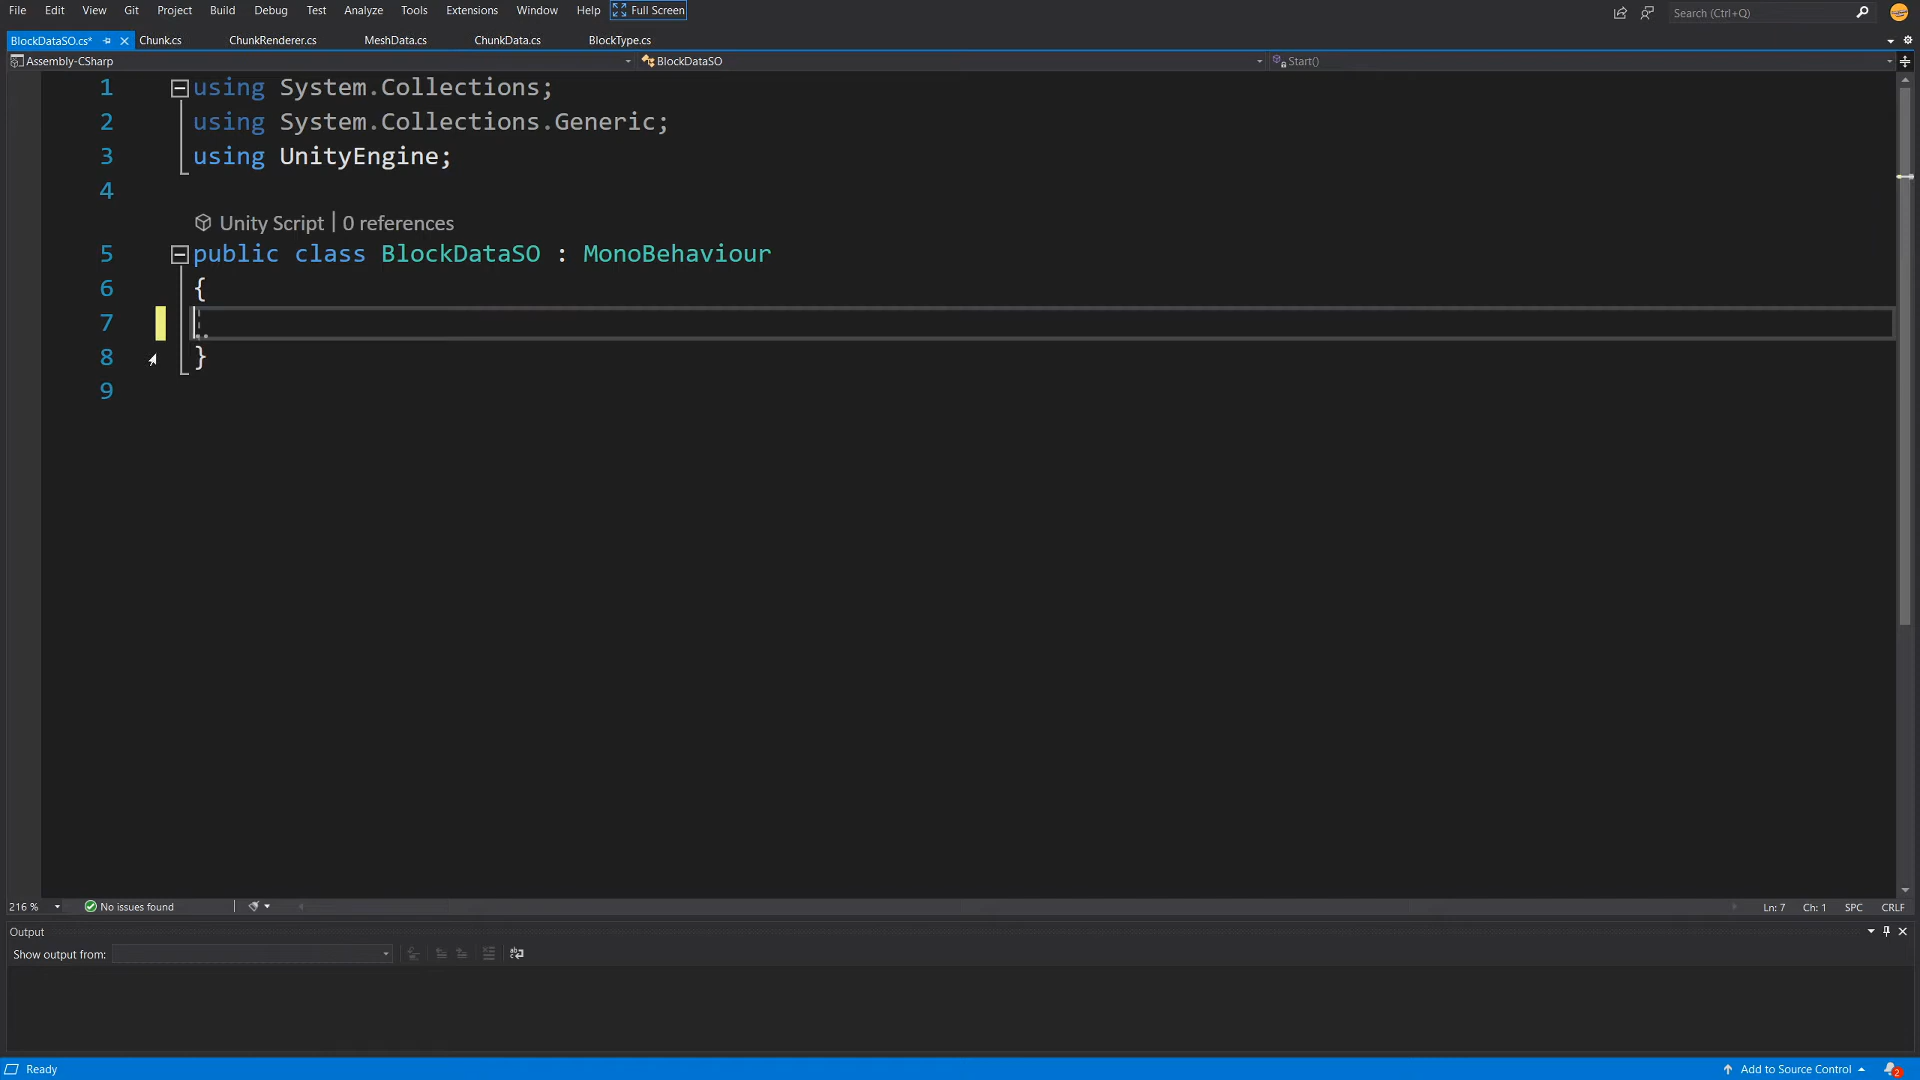 File Edit View Git Project Build Debug Test Analyze Tools Extensions Window Help Full Screen Search (Ctrl+Q)
BlockDataSO.cs* Chunk.cs ChunkRenderer.cs MeshData.cs ChunkData.cs BlockType.cs
Assembly-CSharp BlockDataSO Start()
1 using System.Collections;
2 using System.Collections.Generic;
3 using UnityEngine;
4
Unity Script | 0 references
5 public class BlockDataSO : MonoBehaviour
6 {
7
8 }
9
216 % No issues found Ln: 7 Ch: 1 SPC CRLF
Output
Show output from:
Ready Add to Source Control 2